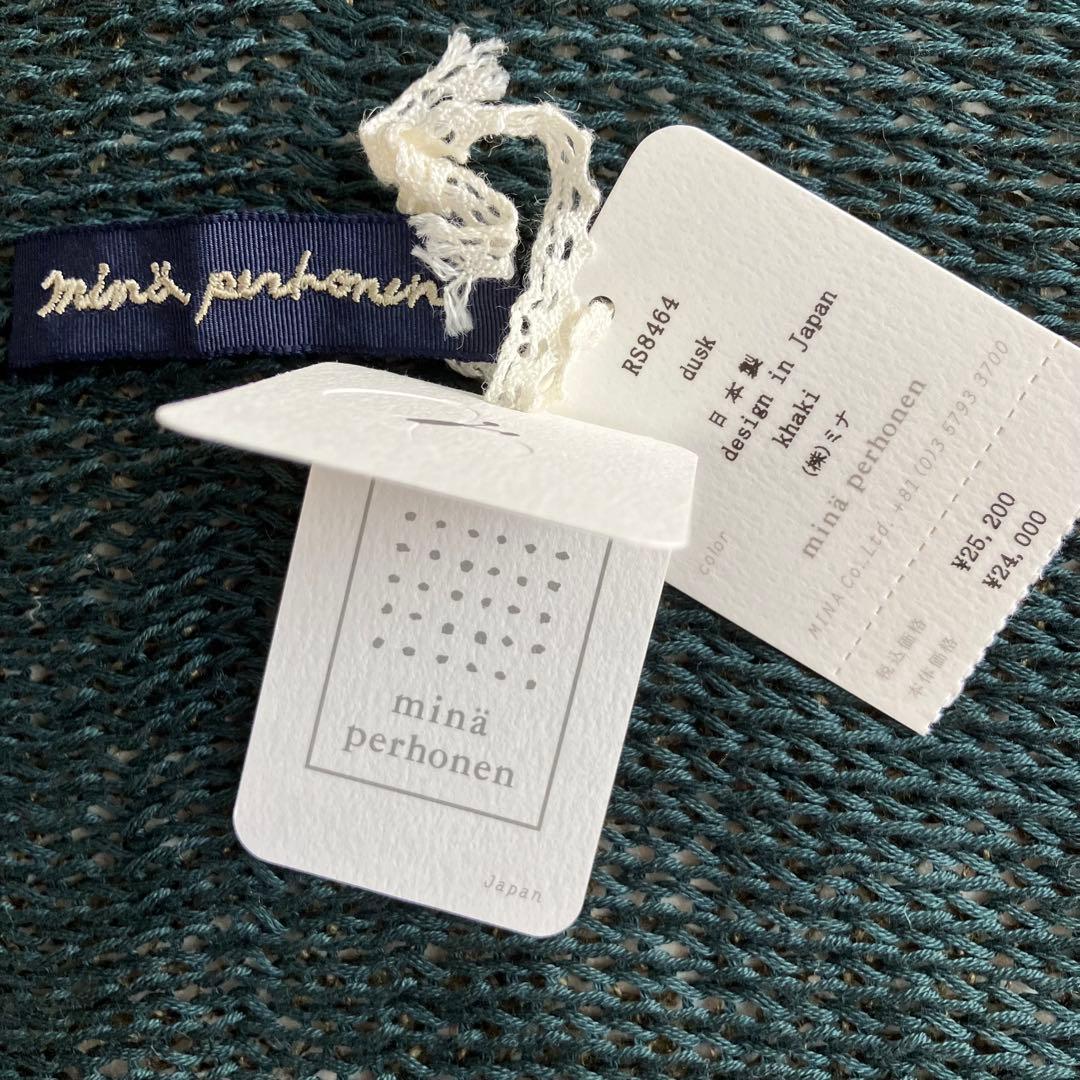 minä perhonen
RS8464
dusk
日本製
design in Japan
khaki
(株)ミナ
color
minä perhonen
MINA Co.,Ltd. +81 (0)3 5793 3700
税込価格 ¥25,200
本体価格 ¥24,000
minä
perhonen
Japan